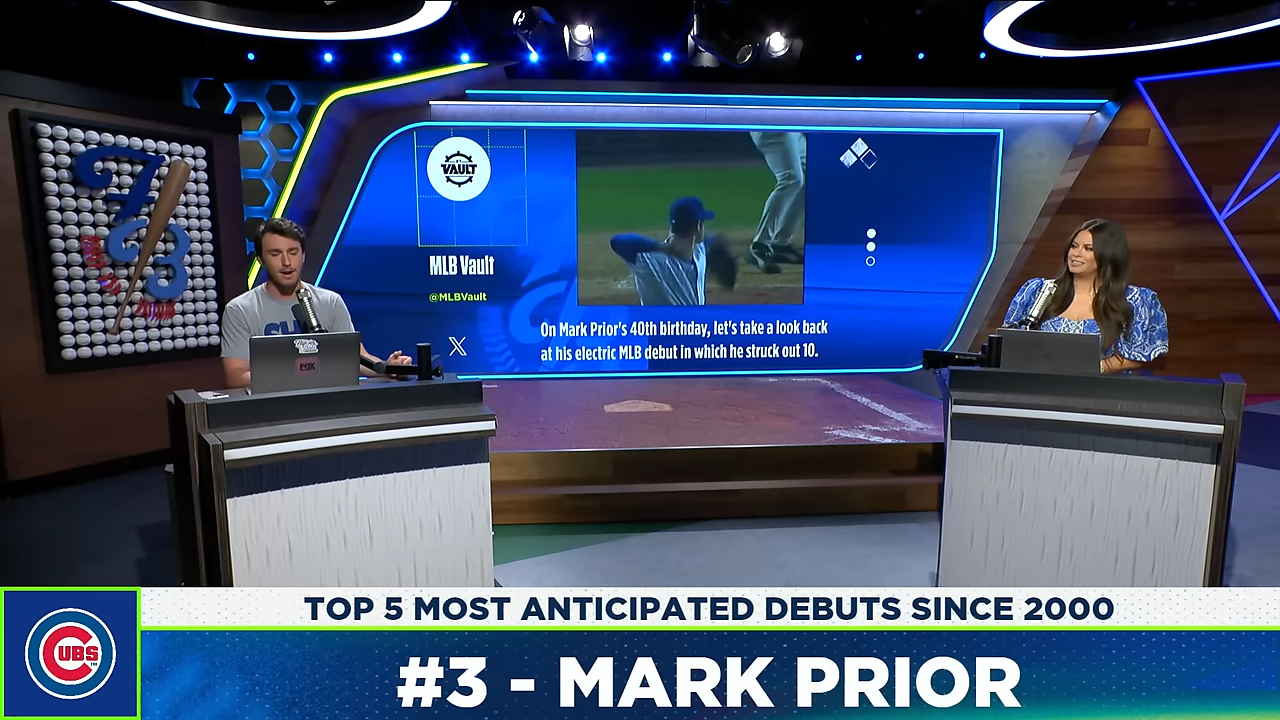 VAULT
MLB Vault
@MLBVault
X
On Mark Prior's 40th birthday, let's take a look back
at his electric MLB debut in which he struck out 10.
FOX
TOP 5 MOST ANTICIPATED DEBUTS SINCE 2000
CUBS
#3 - MARK PRIOR